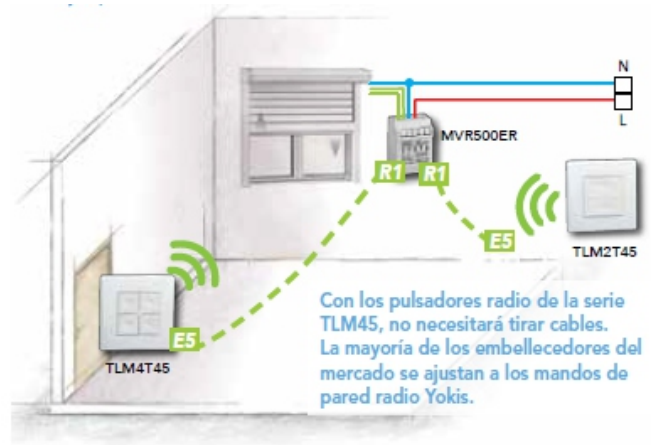 N
L
MVR500ER
R1 R1
E5
TLM2T45
E5
TLM4T45
Con los pulsadores radio de la serie
TLM45, no necesitará tirar cables.
La mayoría de los embellecedores del
mercado se ajustan a los mandos de
pared radio Yokis.